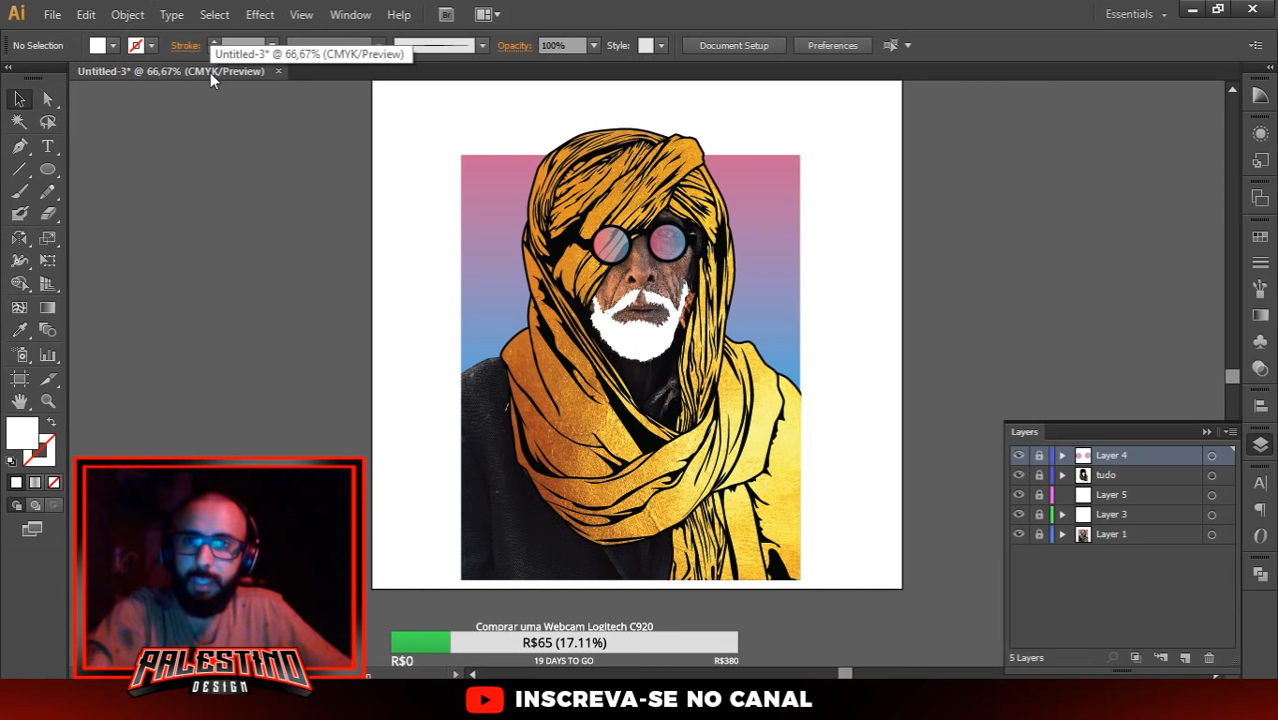 Ai File Edit Object Type Select Effect View Window Help Br Essentials
No Selection Stroke: Opacity: 100% Style: Document Setup Preferences
Untitled-3* @ 66,67% (CMYK/Preview)
Untitled-3* @ 66,67% (CMYK/Preview) ×
Layers
Layer 4
tudo
Layer 5
Layer 3
Layer 1
5 Layers
Comprar uma Webcam Logitech C920
R$65 (17.11%)
R$0 19 DAYS TO GO R$380
PALESTINO
DESIGN
INSCREVA-SE NO CANAL